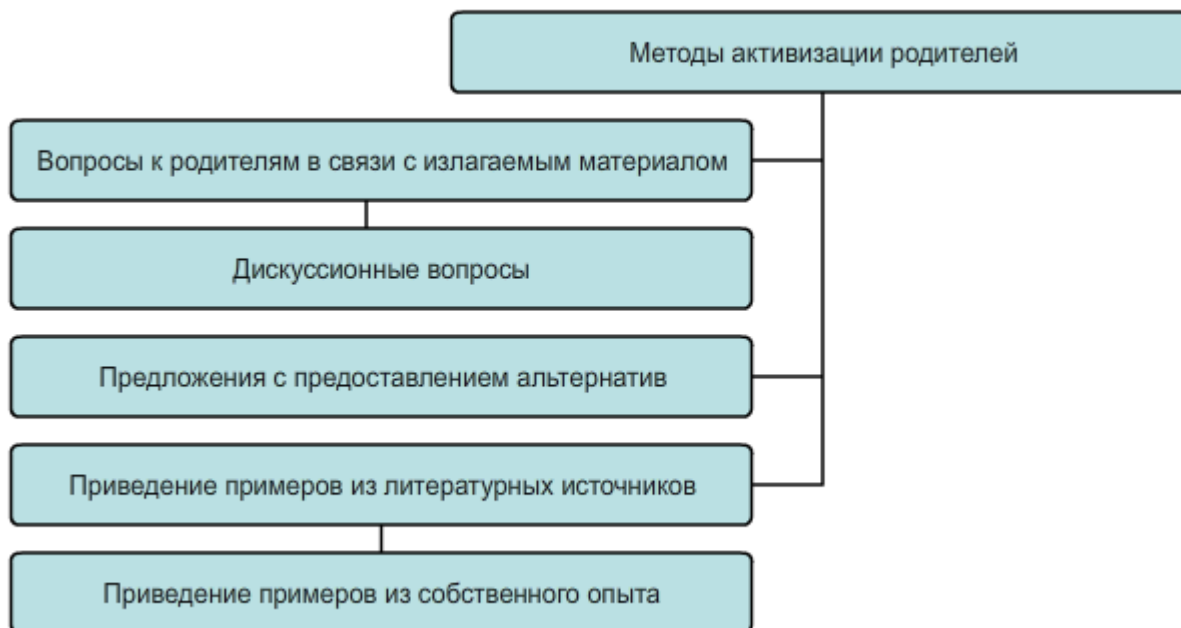 Методы активизации родителей
Вопросы к родителям в связи с излагаемым материалом
Дискуссионные вопросы
Предложения с предоставлением альтернатив
Приведение примеров из литературных источников
Приведение примеров из собственного опыта